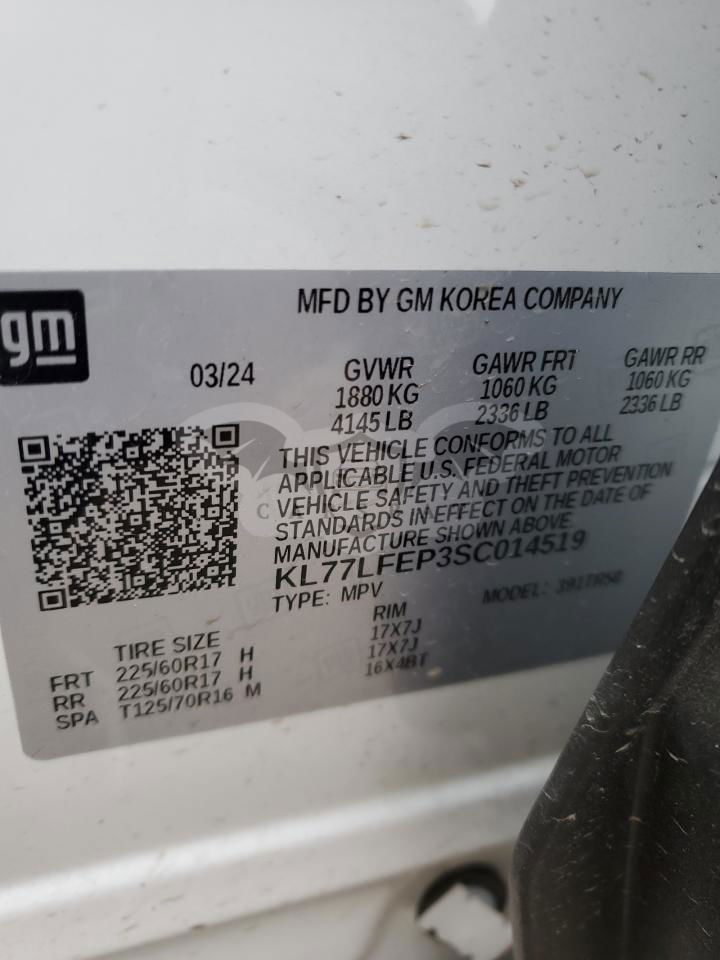 gm
MFD BY GM KOREA COMPANY
03/24
GVWR GAWR FRT GAWR RR
1880 KG 1060 KG 1060 KG
4145 LB 2336 LB 2336 LB
THIS VEHICLE CONFORMS TO ALL
APPLICABLE U.S. FEDERAL MOTOR
VEHICLE SAFETY AND THEFT PREVENTION
STANDARDS IN EFFECT ON THE DATE OF
MANUFACTURE SHOWN ABOVE.
KL77LFEP3SC014519
TYPE: MPV MODEL:
TIRE SIZE RIM
FRT 225/60R17 H 17X7J
RR 225/60R17 H 17X7J
SPA T125/70R16 M 16X4BT